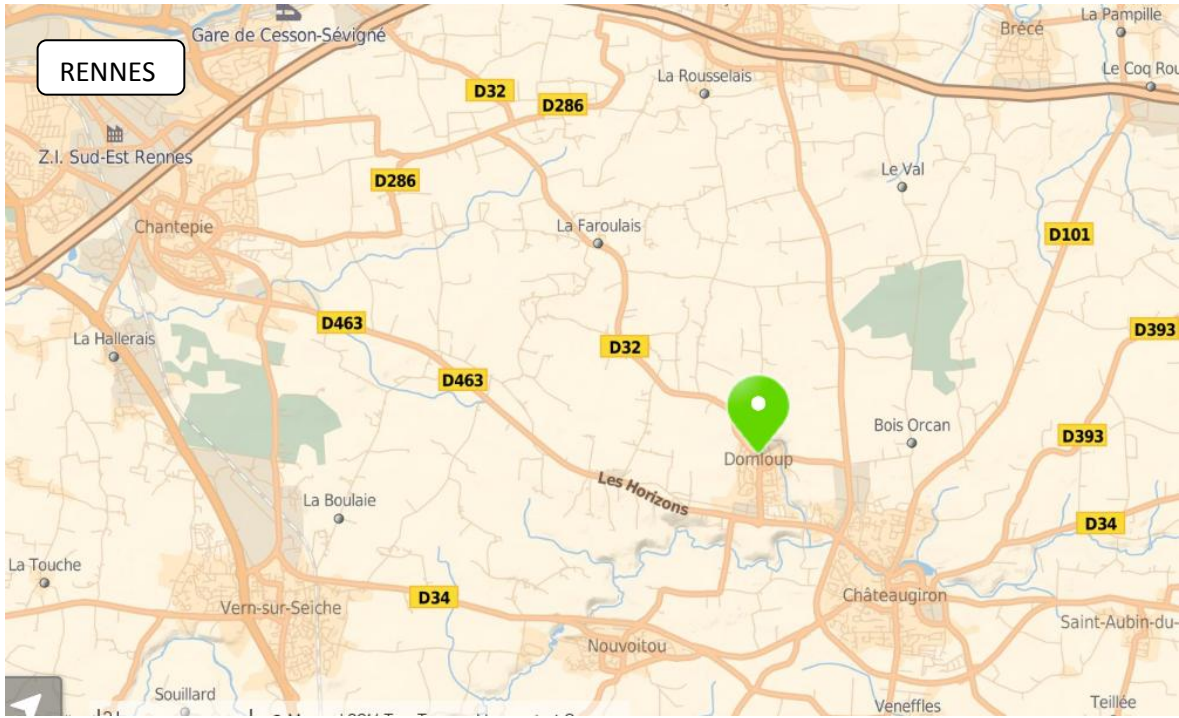 Gare de Cesson-Sévigné
RENNES
Brécé
La Pampille
La Rousselais
Le Coq Rou
D32
D286
Z.I. Sud-Est Rennes
D286
Le Val
Chantepie
La Faroulais
D101
D463
La Hallerais
D32
D393
D463
Bois Orcan
D393
Domloup
Les Horizons
La Boulaie
D34
La Touche
D34
Vern-sur-Seiche
Châteaugiron
Saint-Aubin-du-
Nouvoitou
Souillard
Veneffles
Teillée